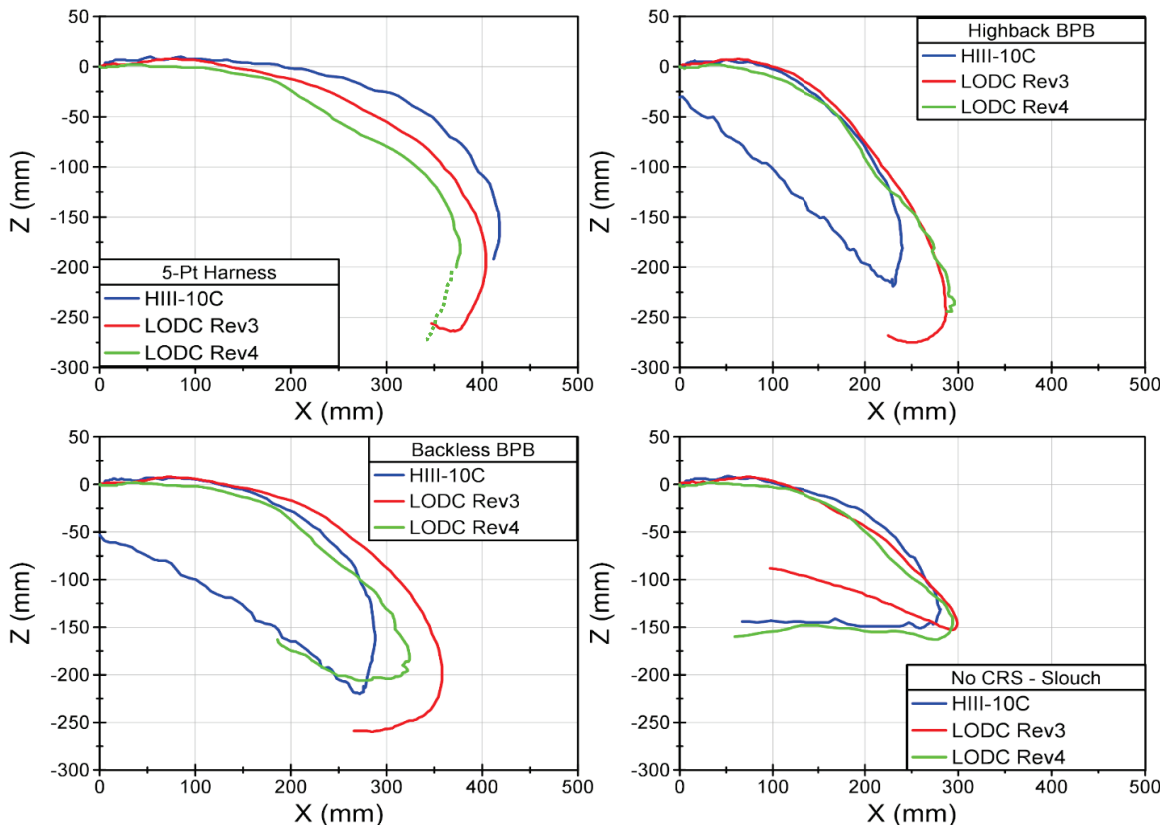 50
0
-50
-100
-150
-200
-250
-300
Z (mm)
5-Pt Harness
HIII-10C
LODC Rev3
LODC Rev4
0 100 200 300 400 500
X (mm)
50
0
-50
-100
-150
-200
-250
-300
Z (mm)
Highback BPB
HIII-10C
LODC Rev3
LODC Rev4
0 100 200 300 400 500
X (mm)
50
0
-50
-100
-150
-200
-250
-300
Z (mm)
Backless BPB
HIII-10C
LODC Rev3
LODC Rev4
0 100 200 300 400 500
X (mm)
50
0
-50
-100
-150
-200
-250
-300
Z (mm)
No CRS - Slouch
HIII-10C
LODC Rev3
LODC Rev4
0 100 200 300 400 500
X (mm)